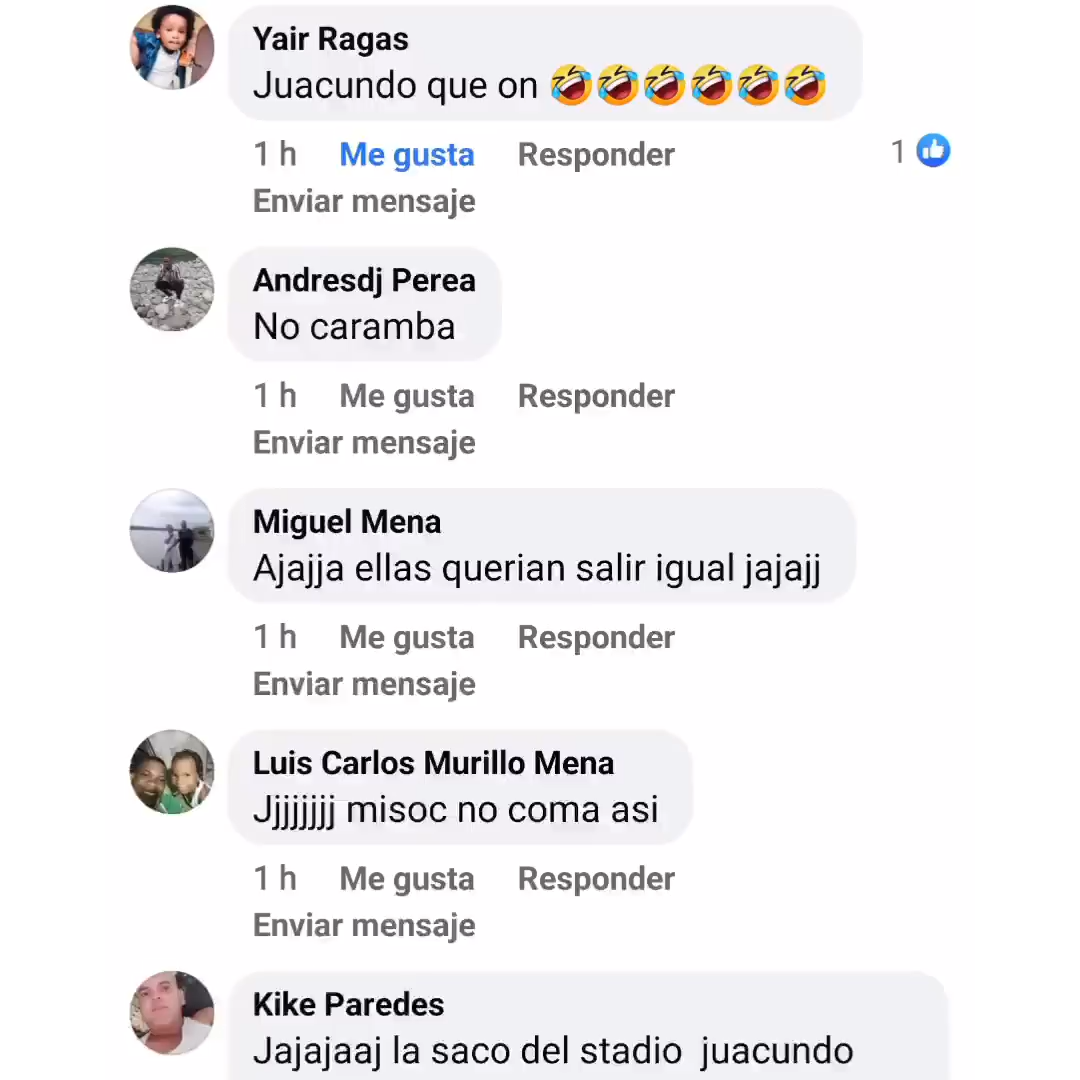 Yair Ragas
Juacundo que on 🤣🤣🤣🤣🤣🤣
1 h Me gusta Responder 1
Enviar mensaje
Andresdj Perea
No caramba
1 h Me gusta Responder
Enviar mensaje
Miguel Mena
Ajajja ellas querian salir igual jajajj
1 h Me gusta Responder
Enviar mensaje
Luis Carlos Murillo Mena
Jjjjjjjj misoc no coma asi
1 h Me gusta Responder
Enviar mensaje
Kike Paredes
Jajajaaj la saco del stadio juacundo